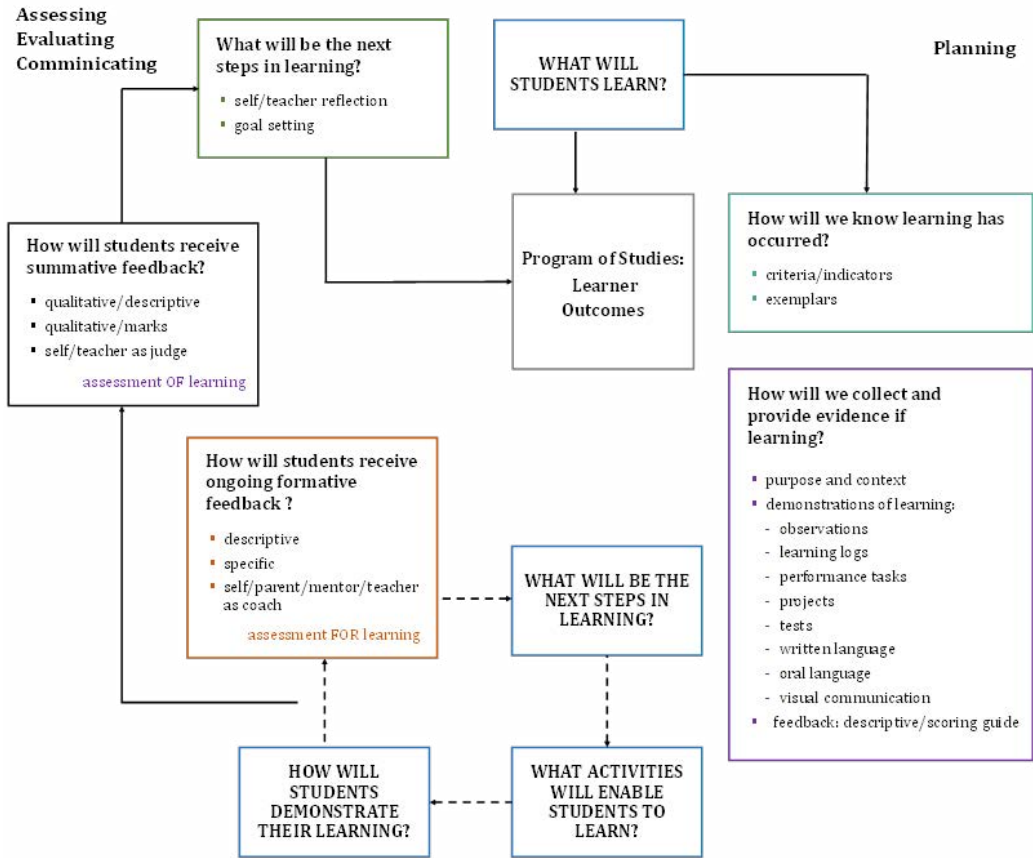 Assessing
Evaluating
Comminicating
What will be the next
steps in learning?
▪ self/teacher reflection
▪ goal setting
WHAT WILL
STUDENTS LEARN?
Planning
How will students receive
summative feedback?
▪ qualitative/descriptive
▪ qualitative/marks
▪ self/teacher as judge
assessment OF learning
Program of Studies:
Learner
Outcomes
How will we know learning has
occurred?
▪ criteria/indicators
▪ exemplars
How will we collect and
provide evidence if
learning?
▪ purpose and context
▪ demonstrations of learning:
- observations
- learning logs
- performance tasks
- projects
- tests
- written language
- oral language
- visual communication
▪ feedback: descriptive/scoring guide
How will students receive
ongoing formative
feedback ?
▪ descriptive
▪ specific
▪ self/parent/mentor/teacher
as coach
assessment FOR learning
WHAT WILL BE THE
NEXT STEPS IN
LEARNING?
HOW WILL
STUDENTS
DEMONSTRATE
THEIR LEARNING?
WHAT ACTIVITIES
WILL ENABLE
STUDENTS TO
LEARN?